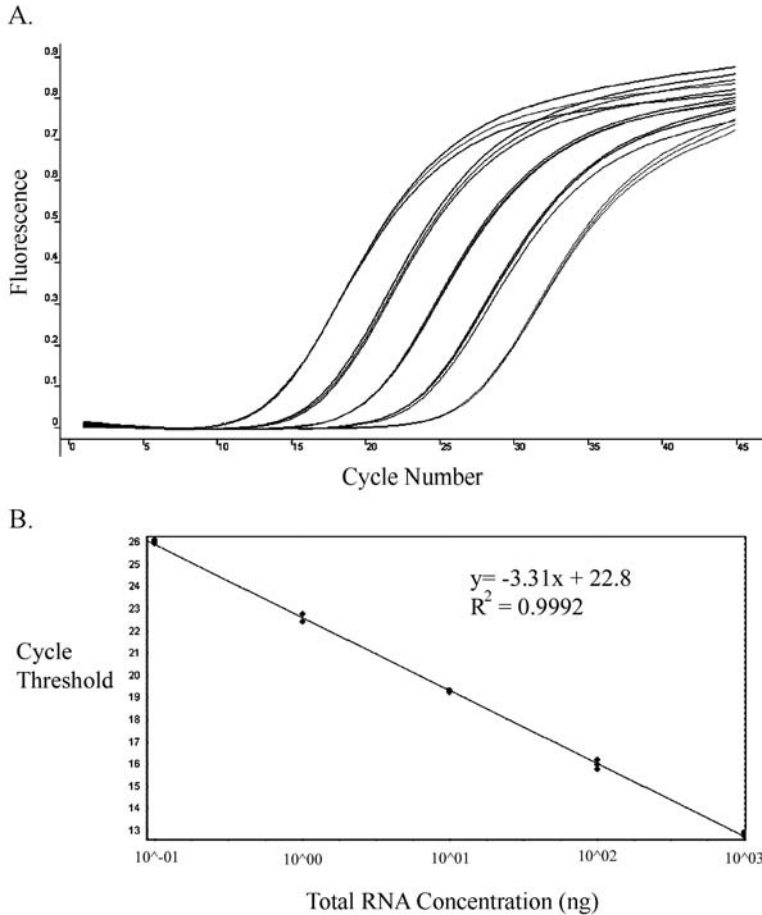 A.
0.9
0.8
0.7
0.6
0.5
0.4
0.3
0.2
0.1
0
Fluorescence
0 5 10 15 20 25 30 35 40 45
Cycle Number
B.
26
25
24
23
22
21
20
19
18
17
16
15
14
13
Cycle
Threshold
y= -3.31x + 22.8
R² = 0.9992
10^-01 10^00 10^01 10^02 10^03
Total RNA Concentration (ng)